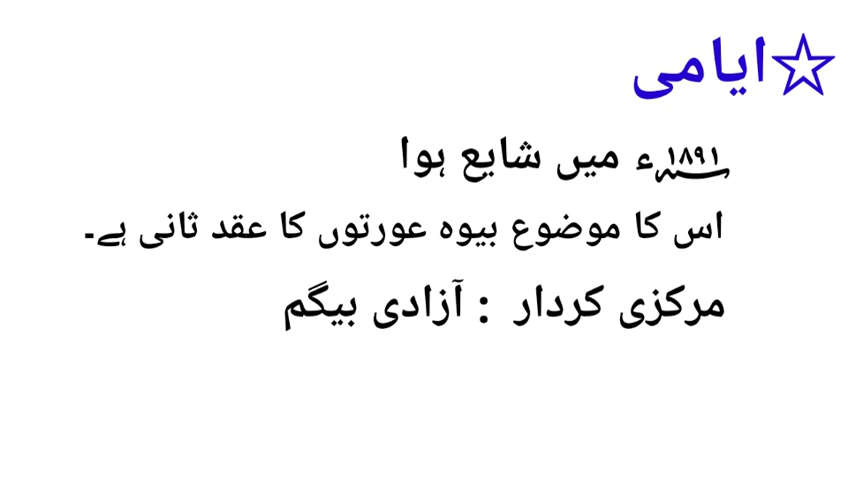 ☆ایامی
؁۱۸۹۱ء میں شایع ہوا
اس کا موضوع بیوہ عورتوں کا عقد ثانی ہے۔
مرکزی کردار : آزادی بیگم